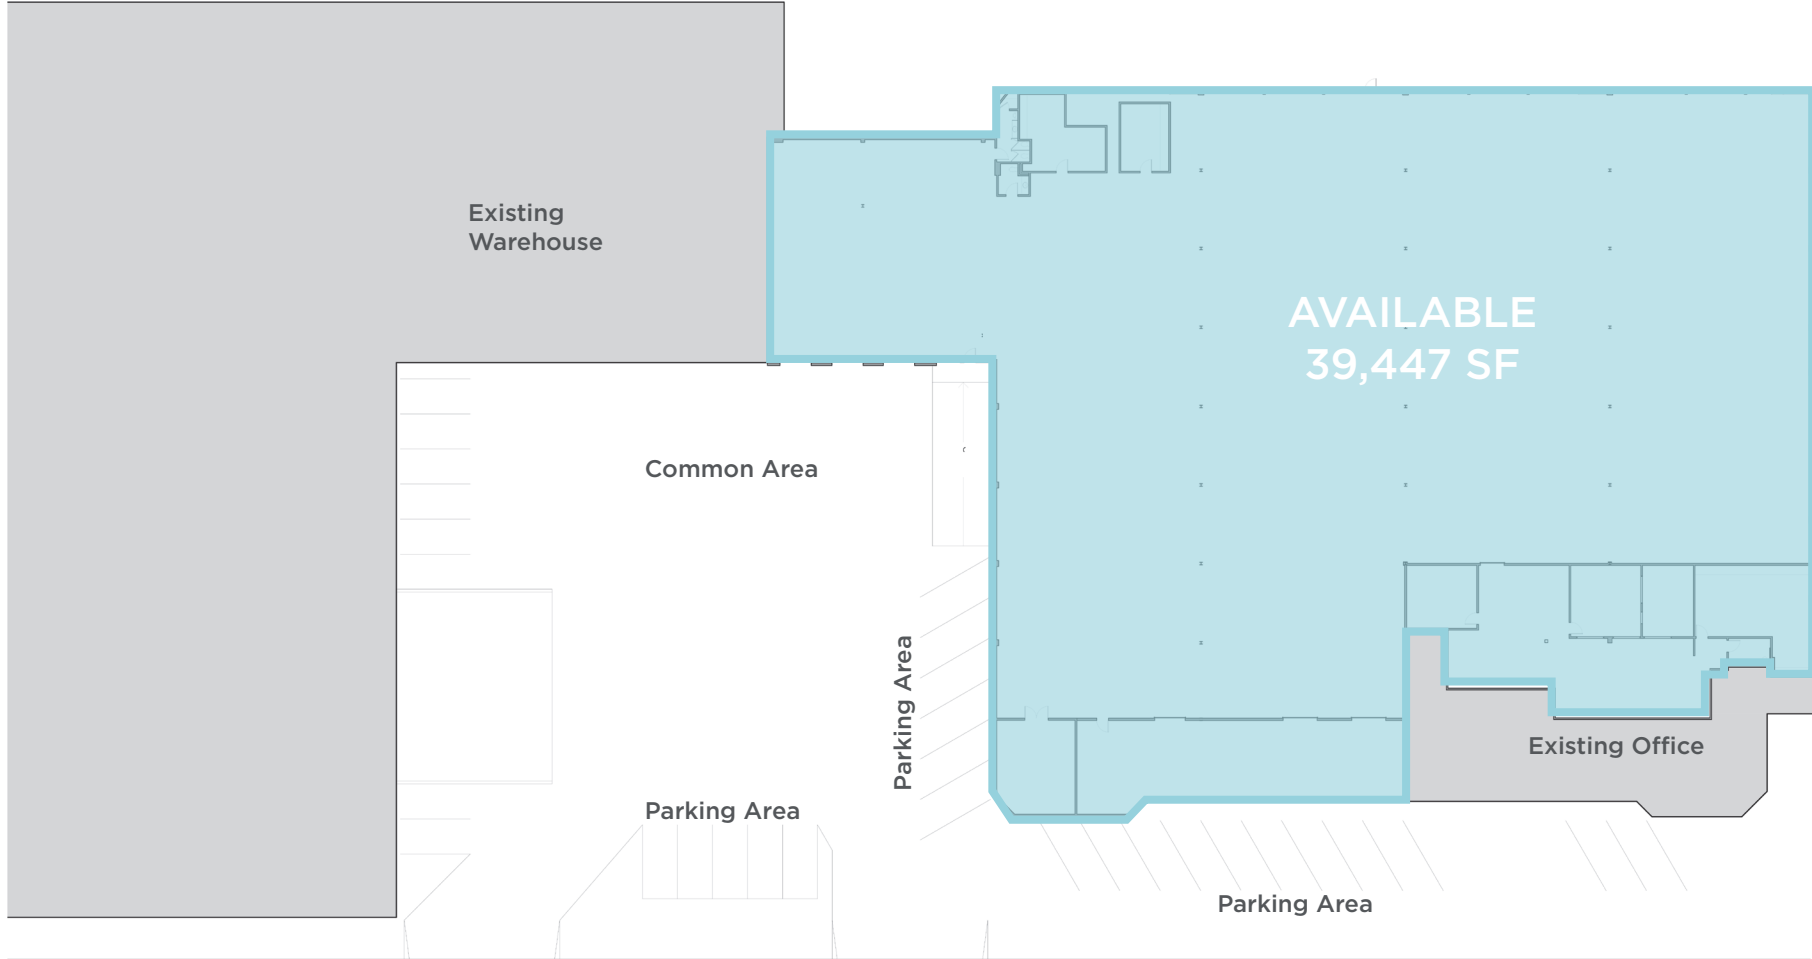 Existing
Warehouse
AVAILABLE
39,447 SF
Common Area
Parking Area
Parking Area
Existing Office
Parking Area